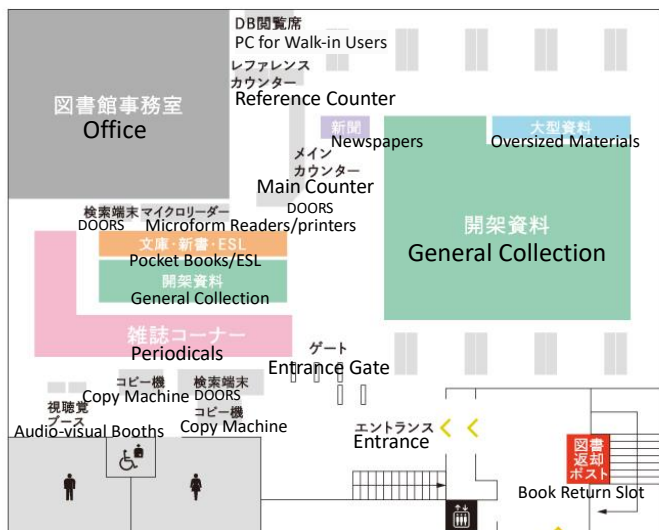 DB閲覧席
PC for Walk-in Users
レファレンス
カウンター
Reference Counter
図書館事務室
Office
新聞
Newspapers
大型資料
Oversized Materials
メイン
カウンター
Main Counter
DOORS
検索端末
DOORS
マイクロリーダー
Microform Readers/printers
文庫・新書・ESL
Pocket Books/ESL
開架資料
General Collection
開架資料
General Collection
雑誌コーナー
Periodicals
ゲート
Entrance Gate
コピー機
Copy Machine
検索端末
DOORS
コピー機
Copy Machine
視聴覚
ブース
Audio-visual Booths
エントランス
Entrance
図書
返却
ポスト
Book Return Slot